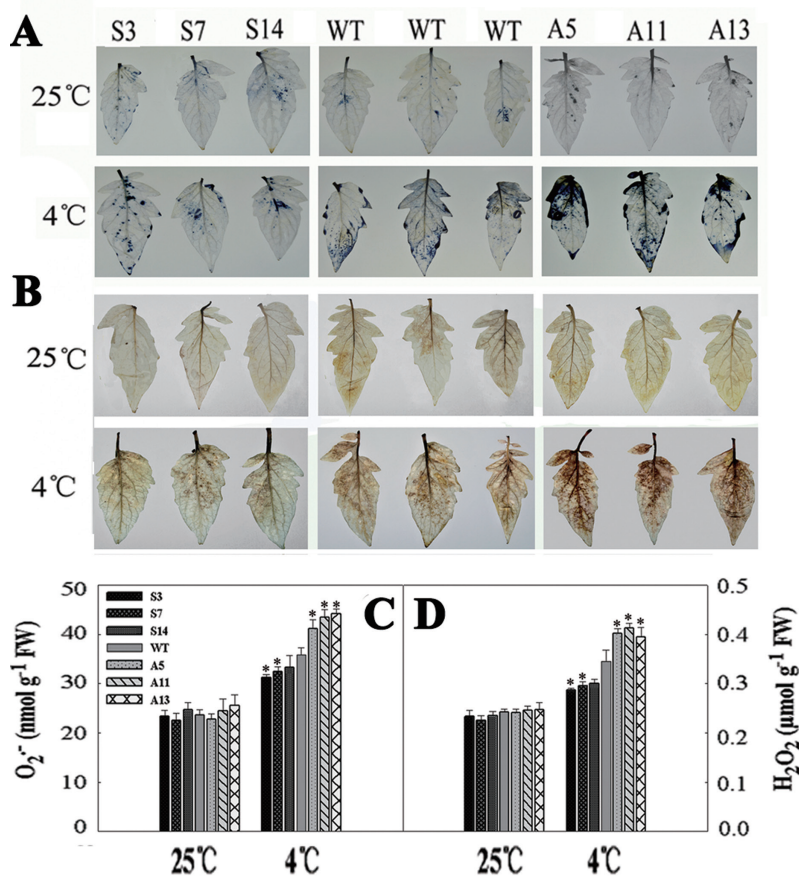 A
S3 S7 S14 WT WT WT A5 A11 A13
25℃
4℃
B
25℃
4℃
C D
50
40
30
20
10
0
O₂·⁻ (nmol g⁻¹ FW)
S3
S7
S14
WT
A5
A11
A13
* * * * *
25℃ 4℃
* * * * *
25℃ 4℃
0.5
0.4
0.3
0.2
0.1
0.0
H₂O₂ (μmol g⁻¹ FW)